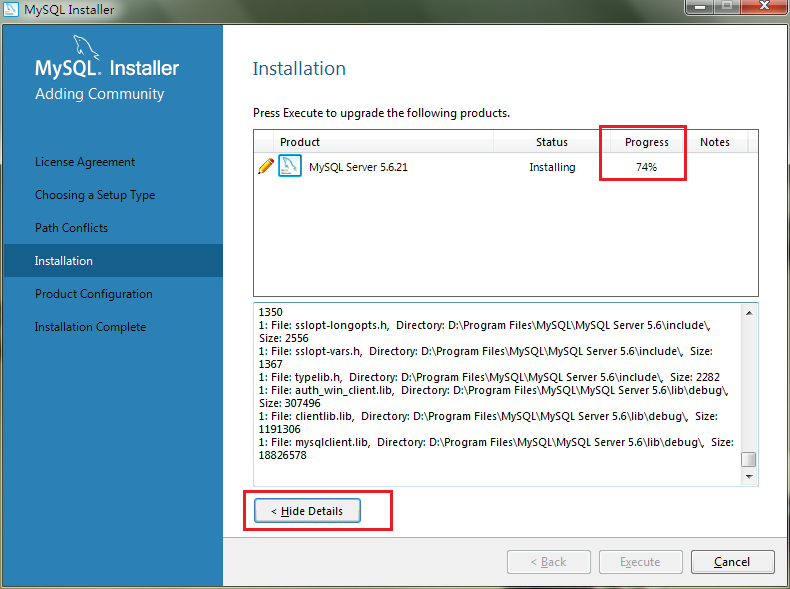 MySQL Installer
MySQL. Installer
Adding Community
License Agreement
Choosing a Setup Type
Path Conflicts
Installation
Product Configuration
Installation Complete
Installation
Press Execute to upgrade the following products.
Product Status Progress Notes
MySQL Server 5.6.21 Installing 74%
1350
1: File: sslopt-longopts.h,  Directory: D:\Program Files\MySQL\MySQL Server 5.6\include\,
Size: 2556
1: File: sslopt-vars.h,  Directory: D:\Program Files\MySQL\MySQL Server 5.6\include\,  Size:
1367
1: File: typelib.h,  Directory: D:\Program Files\MySQL\MySQL Server 5.6\include\,  Size: 2282
1: File: auth_win_client.lib,  Directory: D:\Program Files\MySQL\MySQL Server 5.6\lib\debug\,
Size: 307496
1: File: clientlib.lib,  Directory: D:\Program Files\MySQL\MySQL Server 5.6\lib\debug\,  Size:
1191306
1: File: mysqlclient.lib,  Directory: D:\Program Files\MySQL\MySQL Server 5.6\lib\debug\,  Size:
18826578
< Hide Details
< Back Execute Cancel